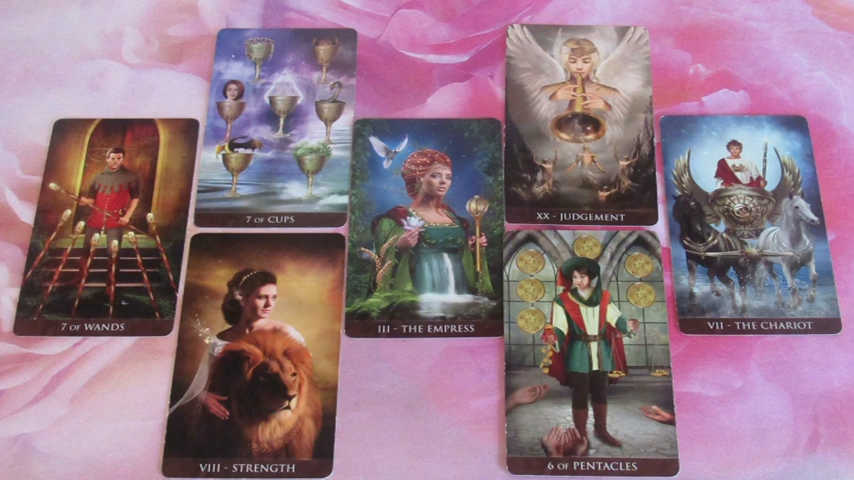 7 OF CUPS
XX - JUDGEMENT
7 OF WANDS
III - THE EMPRESS
VII - THE CHARIOT
VIII - STRENGTH
6 OF PENTACLES